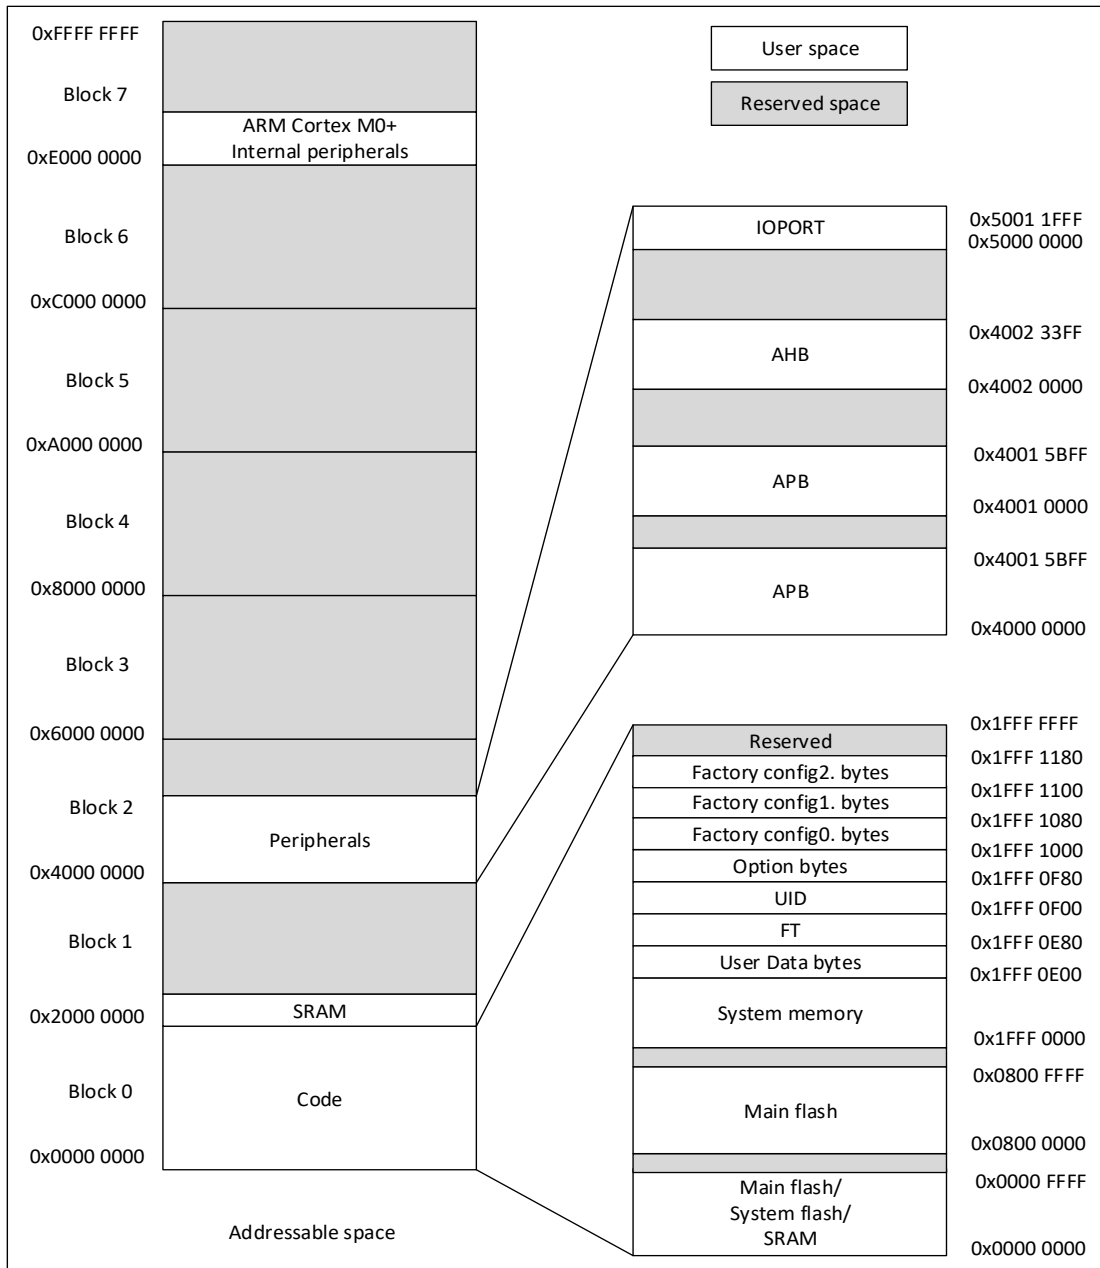 0xFFFF FFFF
Block 7
ARM Cortex M0+
Internal peripherals
0xE000 0000
Block 6
0xC000 0000
Block 5
0xA000 0000
Block 4
0x8000 0000
Block 3
0x6000 0000
Block 2
Peripherals
0x4000 0000
Block 1
SRAM
0x2000 0000
Block 0
Code
0x0000 0000
Addressable space
User space
Reserved space
IOPORT
0x5001 1FFF
0x5000 0000
0x4002 33FF
AHB
0x4002 0000
0x4001 5BFF
APB
0x4001 0000
0x4001 5BFF
APB
0x4000 0000
0x1FFF FFFF
Reserved
0x1FFF 1180
Factory config2. bytes
0x1FFF 1100
Factory config1. bytes
0x1FFF 1080
Factory config0. bytes
0x1FFF 1000
Option bytes
0x1FFF 0F80
UID
0x1FFF 0F00
FT
0x1FFF 0E80
User Data bytes
0x1FFF 0E00
System memory
0x1FFF 0000
0x0800 FFFF
Main flash
0x0800 0000
0x0000 FFFF
Main flash/
System flash/
SRAM
0x0000 0000